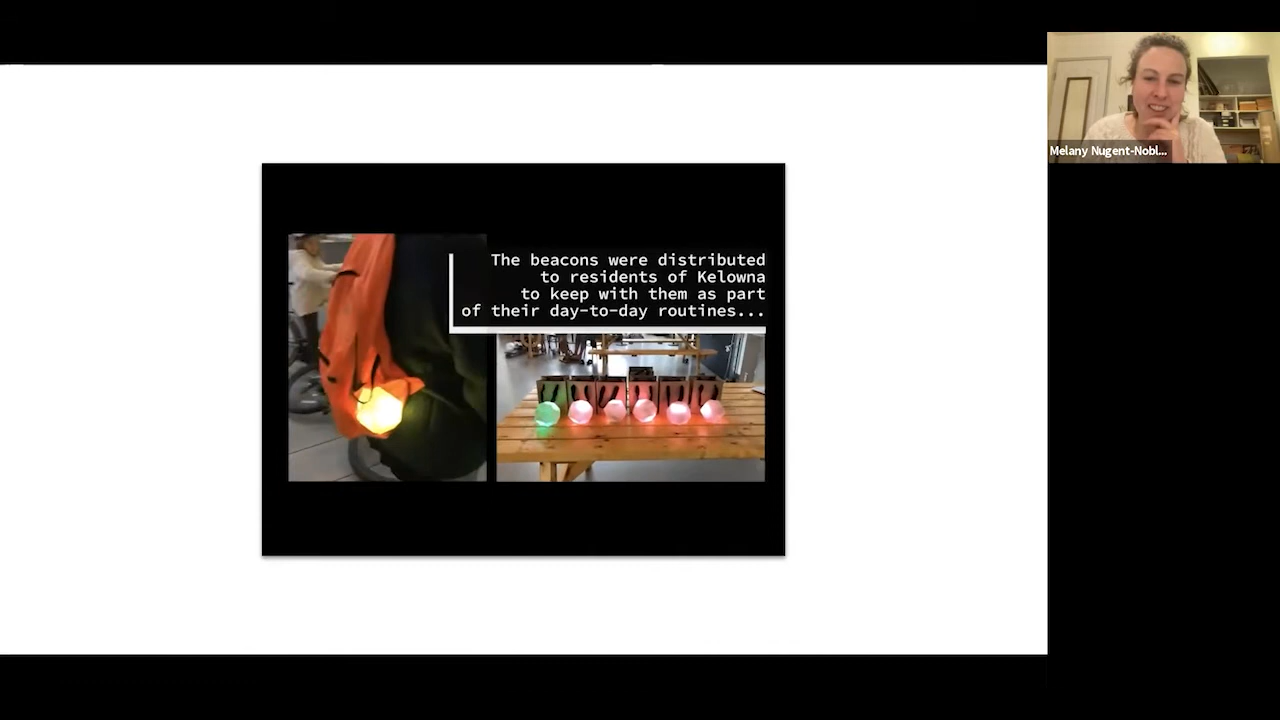 Melany Nugent-Nobl...
The beacons were distributed
to residents of Kelowna
to keep with them as part
of their day-to-day routines...